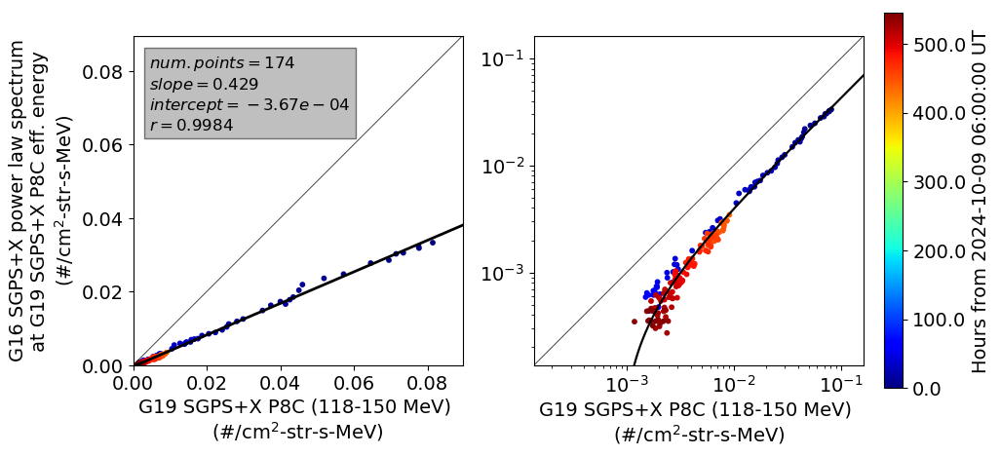 G16 SGPS+X power law spectrum
at G19 SGPS+X P8C eff. energy
(#/cm²-str-s-MeV)
0.08
0.06
0.04
0.02
0.00
num. points = 174
slope = 0.429
intercept = −3.67e − 04
r = 0.9984
0.00 0.02 0.04 0.06 0.08
G19 SGPS+X P8C (118-150 MeV)
(#/cm²-str-s-MeV)
10⁻¹
10⁻²
10⁻³
10⁻³ 10⁻² 10⁻¹
G19 SGPS+X P8C (118-150 MeV)
(#/cm²-str-s-MeV)
500.0
400.0
300.0
200.0
100.0
0.0
Hours from 2024-10-09 06:00:00 UT